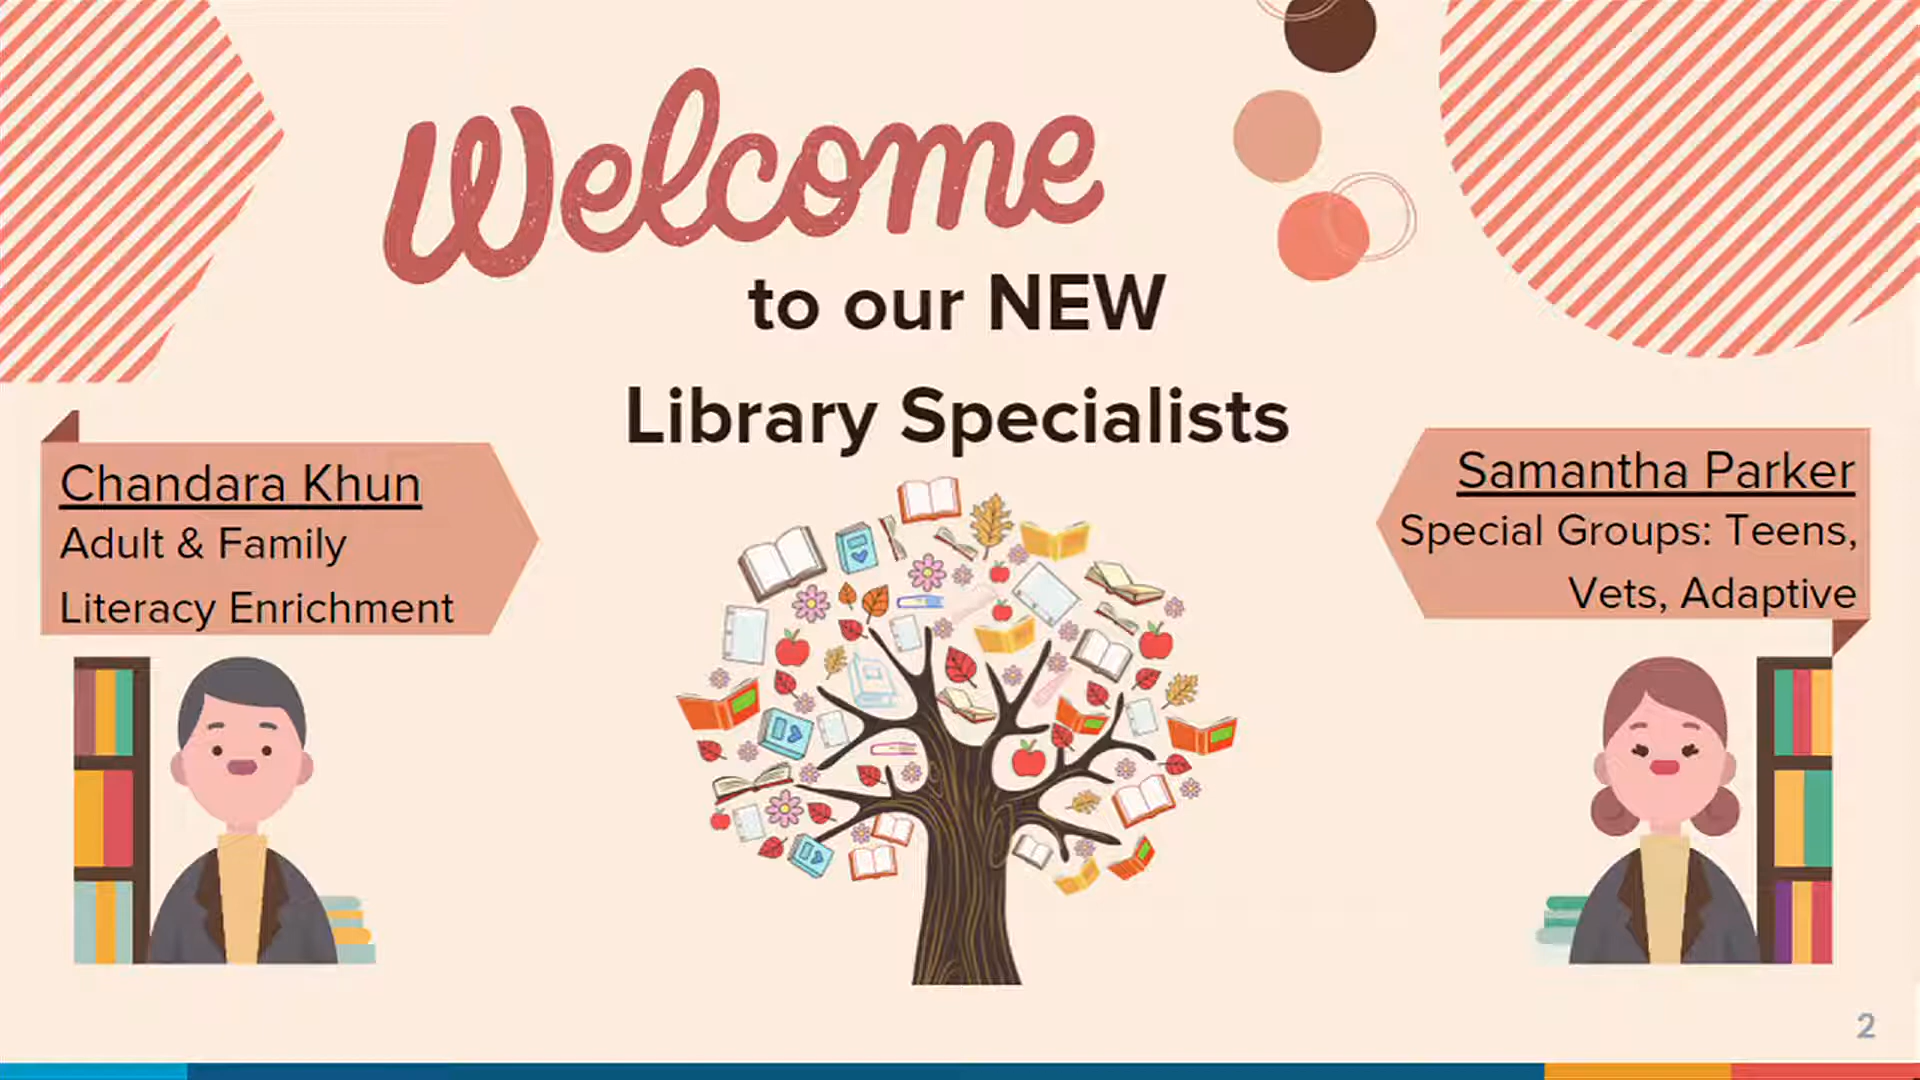 Welcome
to our NEW
Library Specialists
Chandara Khun
Adult & Family
Literacy Enrichment
Samantha Parker
Special Groups: Teens,
Vets, Adaptive
2